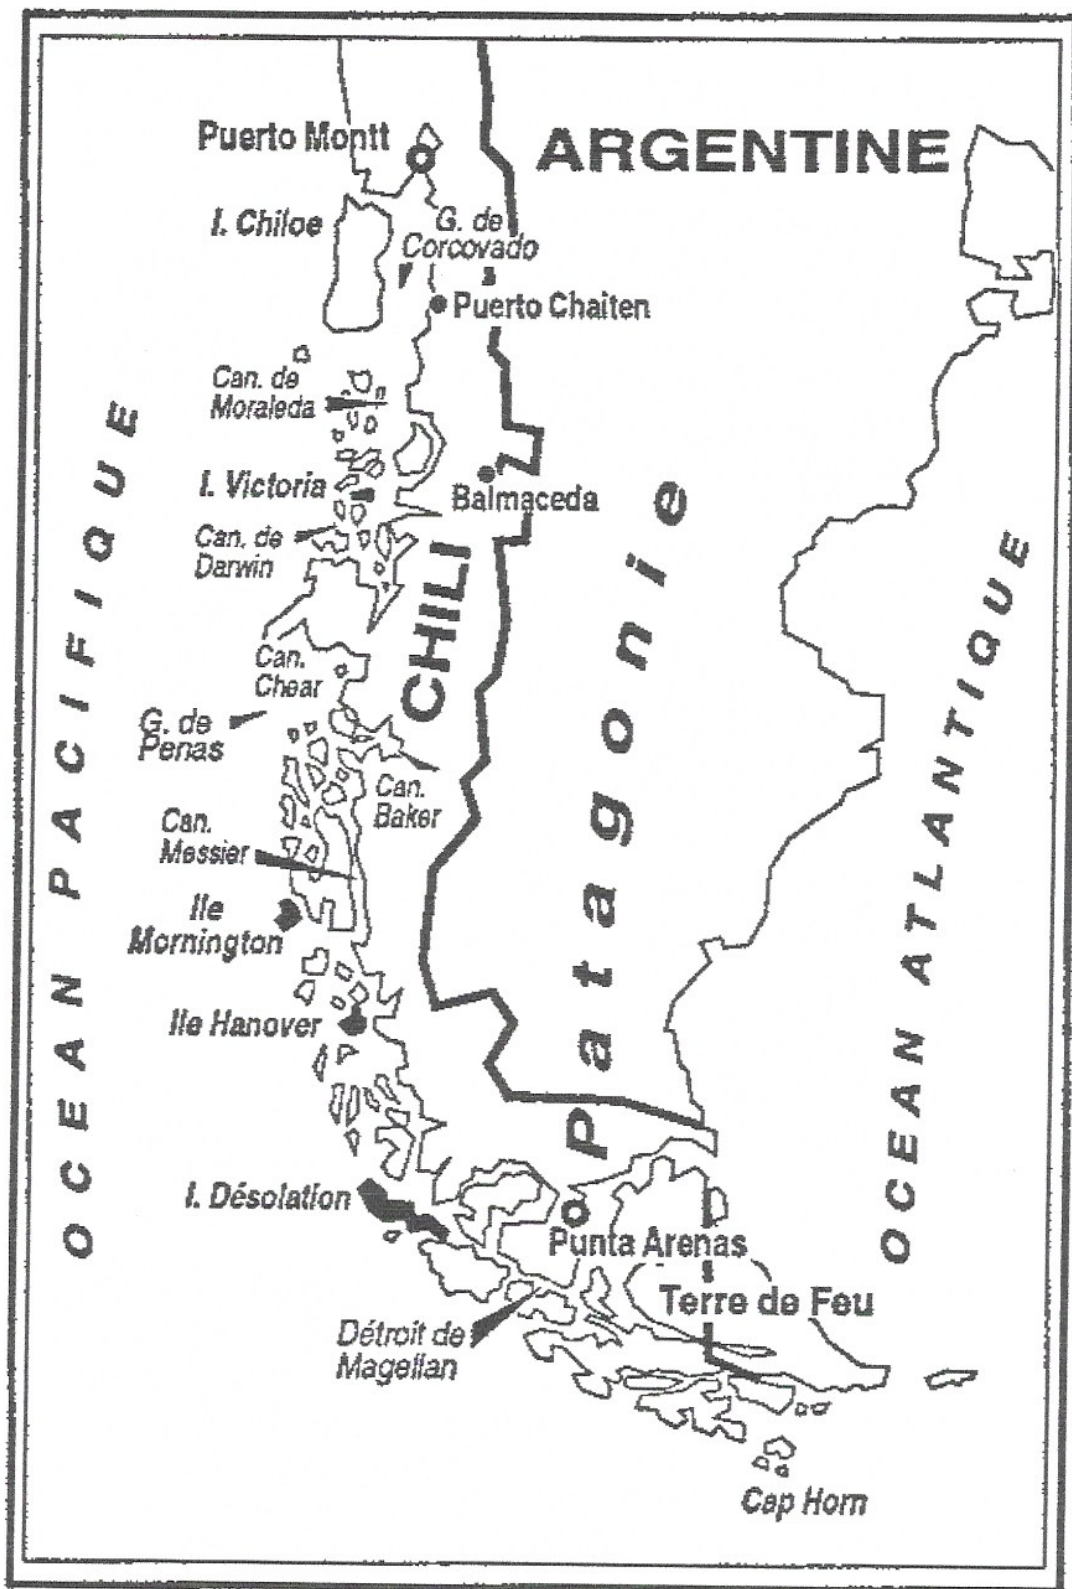 Puerto Montt
ARGENTINE
I. Chiloe
G. de
Corcovado
Puerto Chaiten
Can. de
Moraleda
I. Victoria
Balmaceda
Can. de
Darwin
CHILI
Patagonie
OCEAN PACIFIQUE
OCEAN ATLANTIQUE
Can.
Chear
G. de
Penas
Can.
Baker
Can.
Messier
Ile
Mornington
Ile Hanover
I. Désolation
Punta Arenas
Terre de Feu
Détroit de
Magellan
Cap Horn